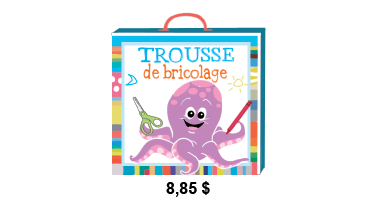 TROUSSE
de bricolage
8,85 $